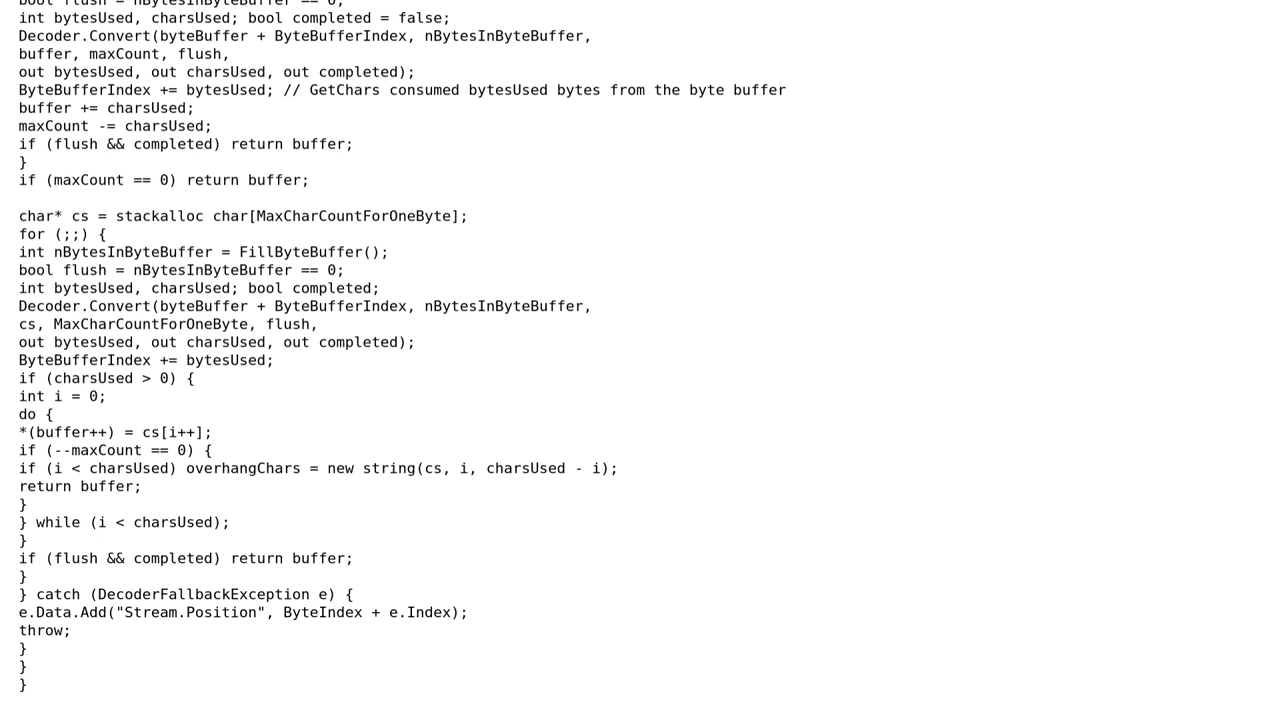 bool flush = nBytesInByteBuffer == 0;
int bytesUsed, charsUsed; bool completed = false;
Decoder.Convert(byteBuffer + ByteBufferIndex, nBytesInByteBuffer,
buffer, maxCount, flush,
out bytesUsed, out charsUsed, out completed);
ByteBufferIndex += bytesUsed; // GetChars consumed bytesUsed bytes from the byte buffer
buffer += charsUsed;
maxCount -= charsUsed;
if (flush && completed) return buffer;
}
if (maxCount == 0) return buffer;

char* cs = stackalloc char[MaxCharCountForOneByte];
for (;;) {
int nBytesInByteBuffer = FillByteBuffer();
bool flush = nBytesInByteBuffer == 0;
int bytesUsed, charsUsed; bool completed;
Decoder.Convert(byteBuffer + ByteBufferIndex, nBytesInByteBuffer,
cs, MaxCharCountForOneByte, flush,
out bytesUsed, out charsUsed, out completed);
ByteBufferIndex += bytesUsed;
if (charsUsed > 0) {
int i = 0;
do {
*(buffer++) = cs[i++];
if (--maxCount == 0) {
if (i < charsUsed) overhangChars = new string(cs, i, charsUsed - i);
return buffer;
}
} while (i < charsUsed);
}
if (flush && completed) return buffer;
}
} catch (DecoderFallbackException e) {
e.Data.Add("Stream.Position", ByteIndex + e.Index);
throw;
}
}
}